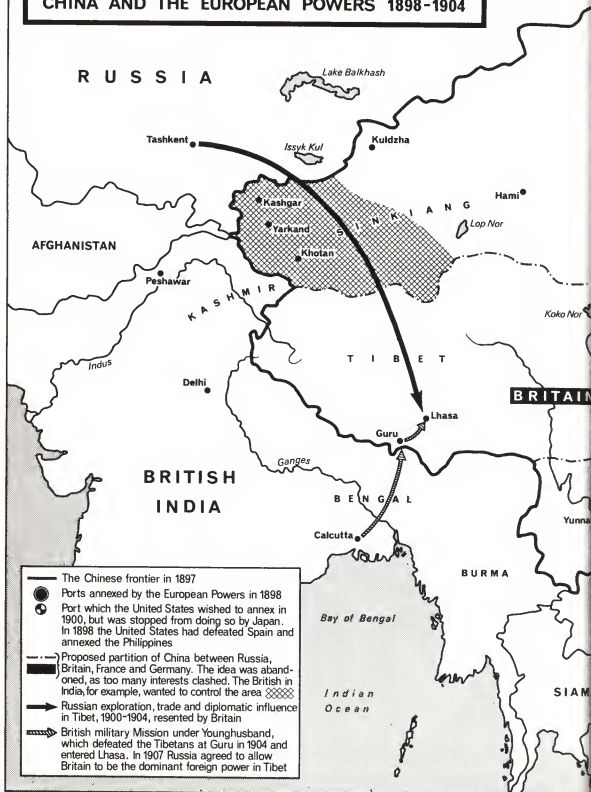 CHINA AND THE EUROPEAN POWERS 1898-1904
RUSSIA
Lake Balkhash
Tashkent
Issyk Kul
Kuldzha
Hami
Kashgar
SINKIANG
Lop Nor
Yarkand
AFGHANISTAN
Khotan
Peshawar
KASHMIR
Koko Nor
TIBET
Indus
Delhi
BRITAIN
Lhasa
Guru
Ganges
BRITISH
INDIA
BENGAL
Yunna
Calcutta
BURMA
Bay of Bengal
Indian
Ocean
SIAM
The Chinese frontier in 1897
Ports annexed by the European Powers in 1898
Port which the United States wished to annex in
1900, but was stopped from doing so by Japan.
In 1898 the United States had defeated Spain and
annexed the Philippines
Proposed partition of China between Russia,
Britain, France and Germany. The idea was aband-
oned, as too many interests clashed. The British in
India, for example, wanted to control the area
Russian exploration, trade and diplomatic influence
in Tibet, 1900-1904, resented by Britain
British military Mission under Younghusband,
which defeated the Tibetans at Guru in 1904 and
entered Lhasa. In 1907 Russia agreed to allow
Britain to be the dominant foreign power in Tibet